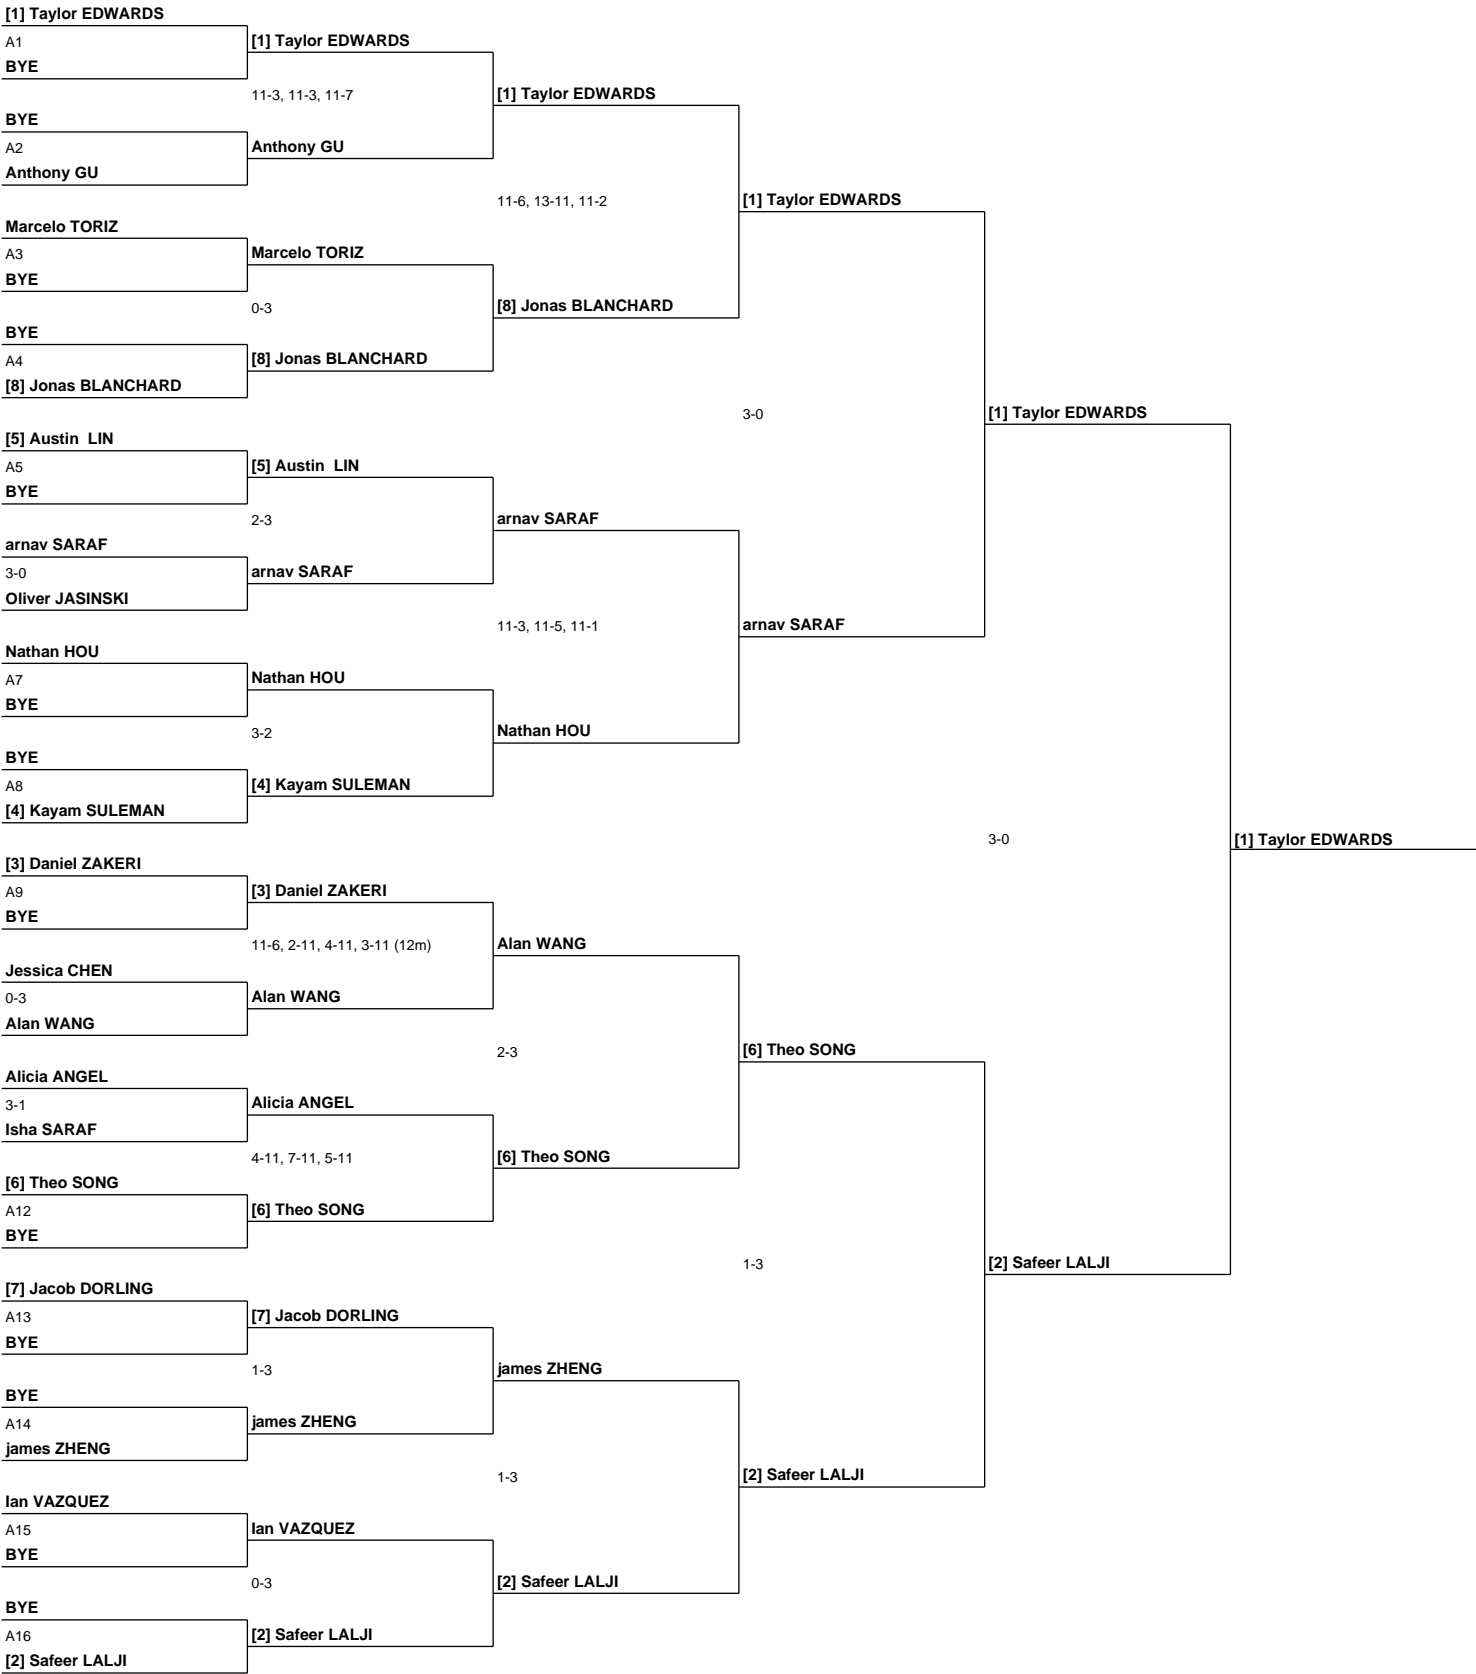 [1] Taylor EDWARDS
A1
[1] Taylor EDWARDS
BYE
11-3, 11-3, 11-7
[1] Taylor EDWARDS
BYE
A2
Anthony GU
Anthony GU
11-6, 13-11, 11-2
[1] Taylor EDWARDS
Marcelo TORIZ
A3
Marcelo TORIZ
BYE
0-3
[8] Jonas BLANCHARD
BYE
A4
[8] Jonas BLANCHARD
[8] Jonas BLANCHARD
3-0
[1] Taylor EDWARDS
[5] Austin  LIN
A5
[5] Austin  LIN
BYE
2-3
arnav SARAF
arnav SARAF
3-0
arnav SARAF
Oliver JASINSKI
11-3, 11-5, 11-1
arnav SARAF
Nathan HOU
A7
Nathan HOU
BYE
3-2
Nathan HOU
BYE
A8
[4] Kayam SULEMAN
[4] Kayam SULEMAN
3-0
[1] Taylor EDWARDS
[3] Daniel ZAKERI
A9
[3] Daniel ZAKERI
BYE
11-6, 2-11, 4-11, 3-11 (12m)
Alan WANG
Jessica CHEN
0-3
Alan WANG
Alan WANG
2-3
[6] Theo SONG
Alicia ANGEL
3-1
Alicia ANGEL
Isha SARAF
4-11, 7-11, 5-11
[6] Theo SONG
[6] Theo SONG
A12
[6] Theo SONG
BYE
1-3
[2] Safeer LALJI
[7] Jacob DORLING
A13
[7] Jacob DORLING
BYE
1-3
james ZHENG
BYE
A14
james ZHENG
james ZHENG
1-3
[2] Safeer LALJI
Ian VAZQUEZ
A15
Ian VAZQUEZ
BYE
0-3
[2] Safeer LALJI
BYE
A16
[2] Safeer LALJI
[2] Safeer LALJI